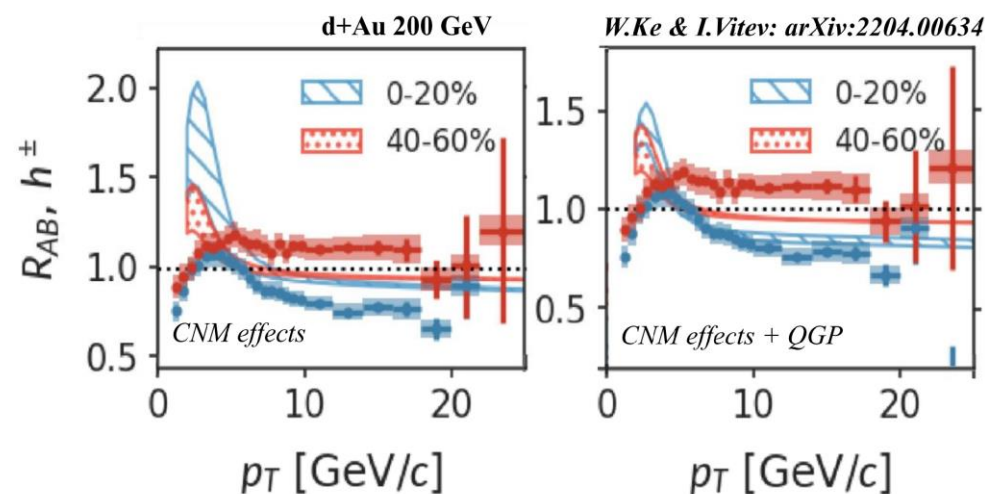 d+Au 200 GeV
W.Ke & I.Vitev: arXiv:2204.00634
R_AB, h^±
2.0
1.5
1.0
0.5
0-20%
40-60%
CNM effects
0 10 20
p_T [GeV/c]
1.5
1.0
0.5
0-20%
40-60%
CNM effects + QGP
0 10 20
p_T [GeV/c]